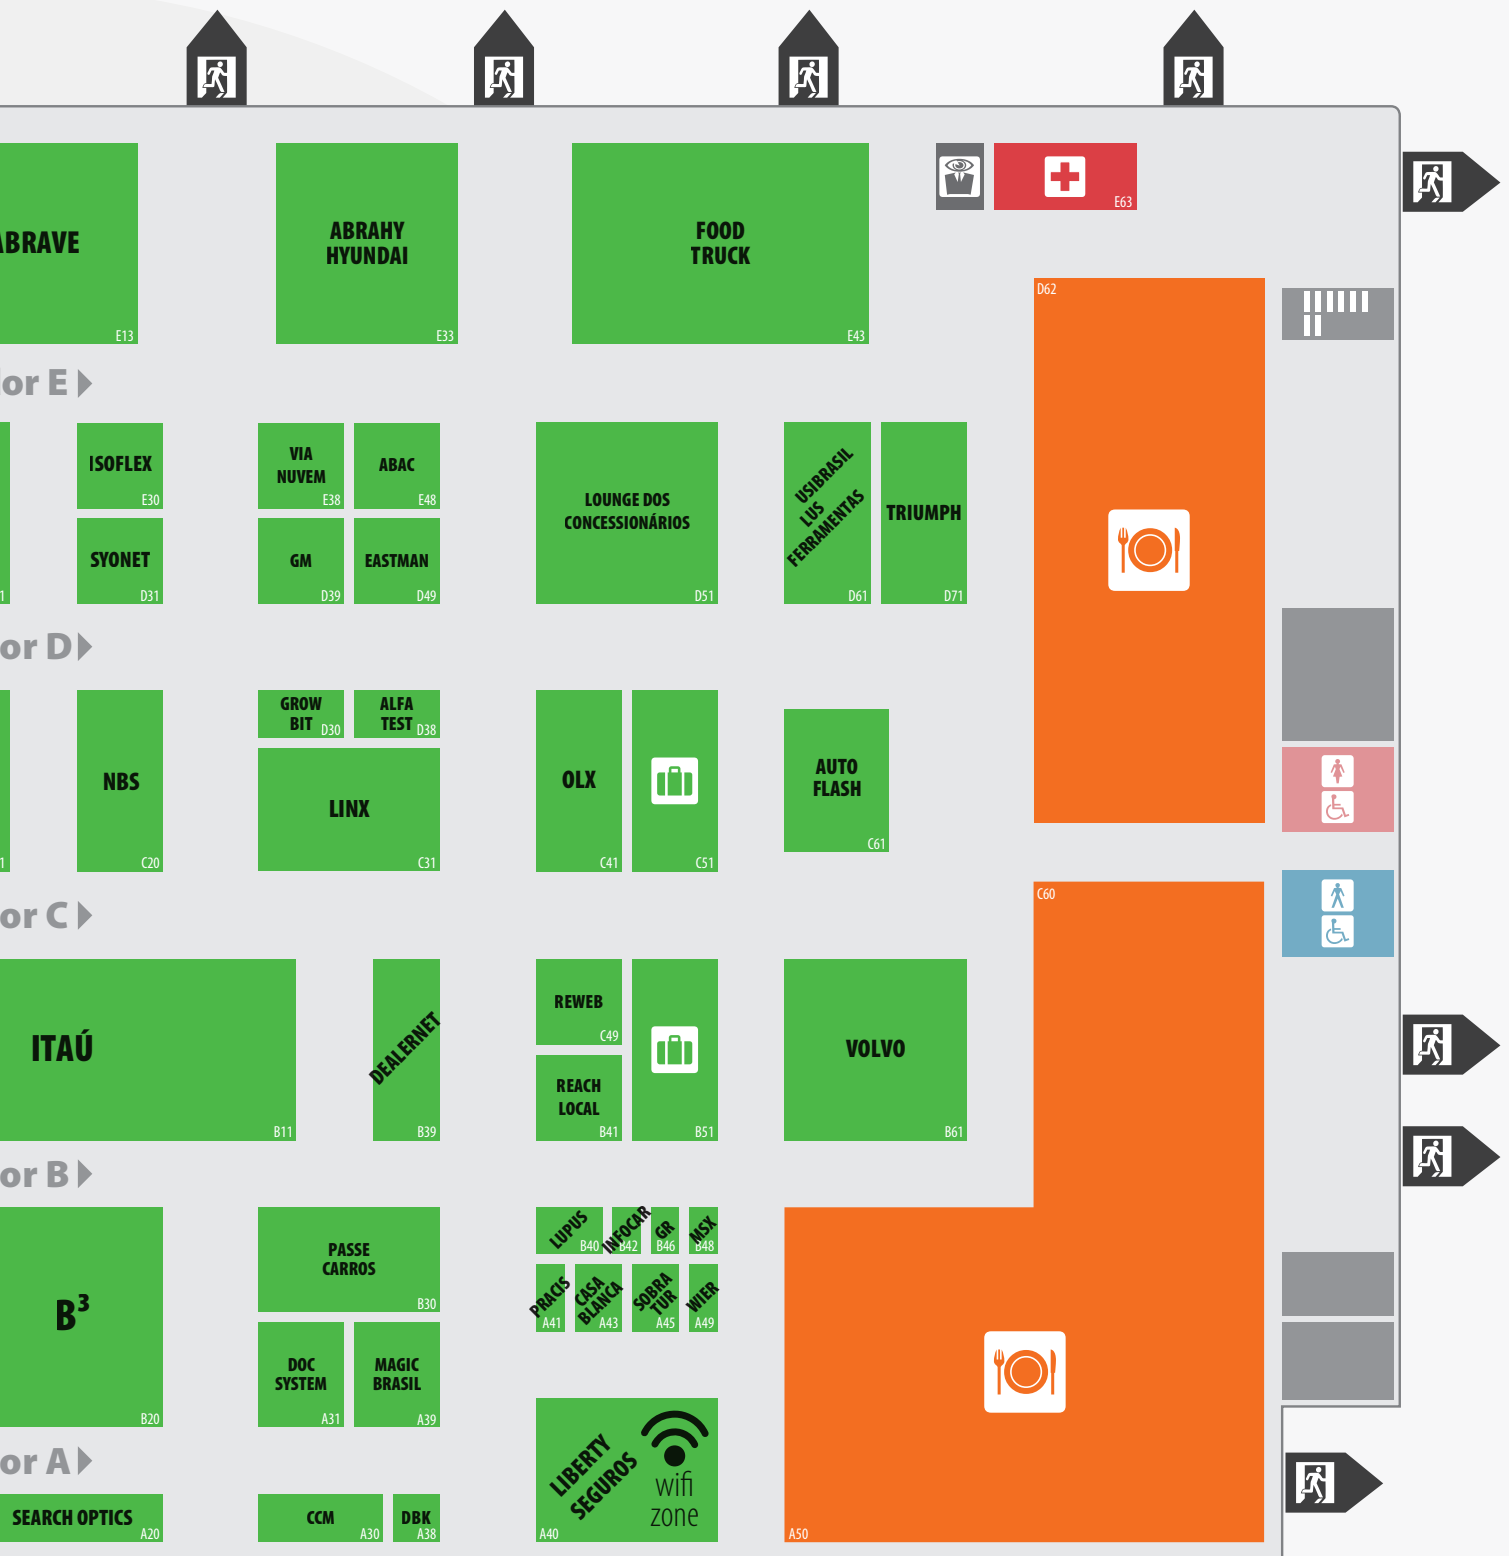 ABRAVE
E13
ABRAHY
HYUNDAI
E33
FOOD
TRUCK
E43
E63
D62
or E
ISOFLEX
E30
VIA
NUVEM
E38
ABAC
E48
LOUNGE DOS
CONCESSIONÁRIOS
D51
USIBRASIL
LUS
FERRAMENTAS
D61
TRIUMPH
D71
1
SYONET
D31
GM
D39
EASTMAN
D49
or D
NBS
C20
GROW
BIT
D30
ALFA
TEST
D38
LINX
C31
OLX
C41
C51
AUTO
FLASH
C61
1
or C
C60
ITAÚ
B11
DEALERNET
B39
REWEB
C49
REACH
LOCAL
B41
B51
VOLVO
B61
or B
B³
B20
PASSE
CARROS
B30
LUPUS
B40
INFOCAR
B42
GR
B46
MSX
B48
PRACIS
A41
CASA
BLANCA
A43
SOBRA
TUR
A45
WIER
A49
DOC
SYSTEM
A31
MAGIC
BRASIL
A39
or A
SEARCH OPTICS
A20
CCM
A30
DBK
A38
LIBERTY
SEGUROS
wifi
zone
A40
A50